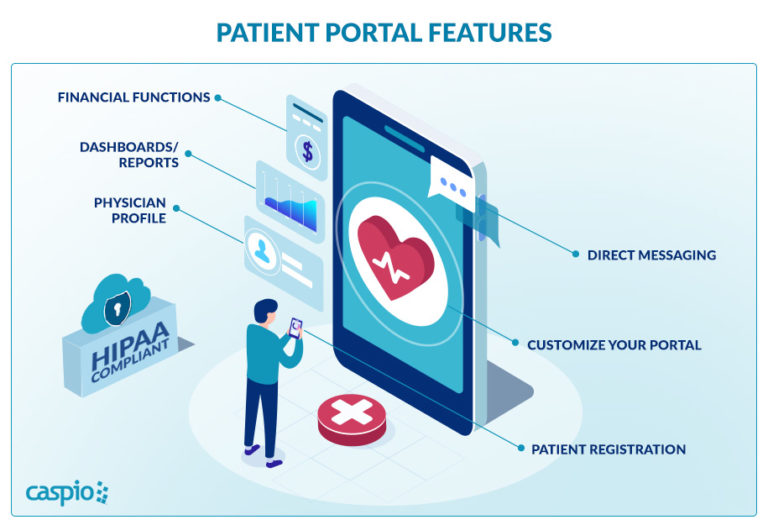 PATIENT PORTAL FEATURES
FINANCIAL FUNCTIONS
DASHBOARDS/
REPORTS
PHYSICIAN
PROFILE
$
DIRECT MESSAGING
HIPAA
COMPLIANT
CUSTOMIZE YOUR PORTAL
PATIENT REGISTRATION
caspio